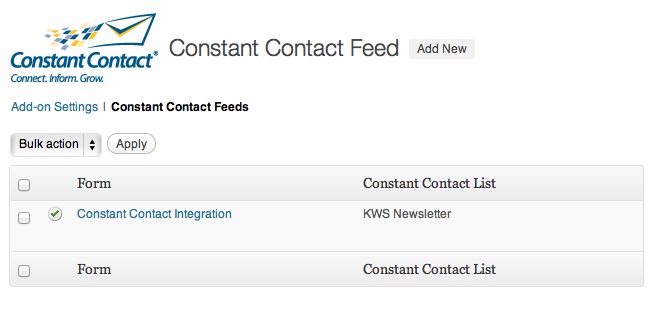 Constant Contact®
Connect. Inform. Grow.
Constant Contact Feed Add New
Add-on Settings | Constant Contact Feeds
Bulk action Apply
Form Constant Contact List
Constant Contact Integration KWS Newsletter
Form Constant Contact List